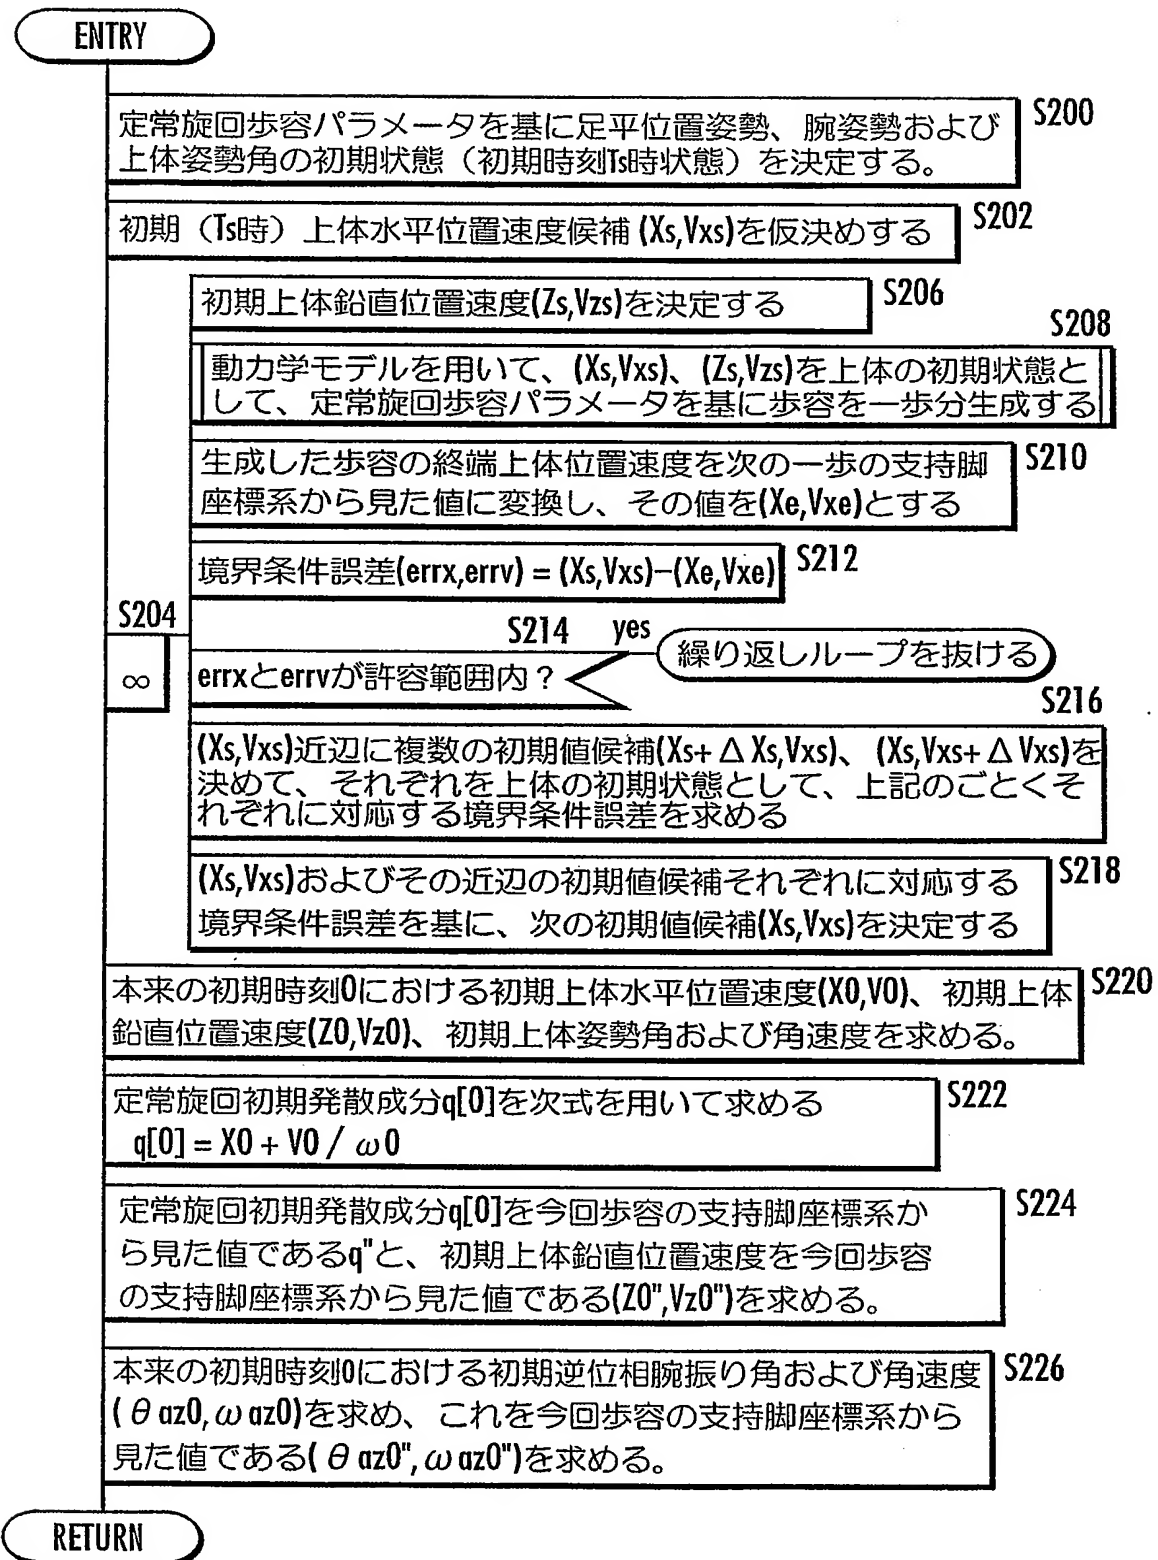 ENTRY
S200
定常旋回歩容パラメータを基に足平位置姿勢、腕姿勢および
上体姿勢角の初期状態（初期時刻Ts時状態）を決定する。
S202
初期（Ts時）上体水平位置速度候補 (Xs,Vxs)を仮決めする
S206
初期上体鉛直位置速度(Zs,Vzs)を決定する
S208
動力学モデルを用いて、(Xs,Vxs)、(Zs,Vzs)を上体の初期状態と
して、定常旋回歩容パラメータを基に歩容を一歩分生成する
S210
生成した歩容の終端上体位置速度を次の一歩の支持脚
座標系から見た値に変換し、その値を(Xe,Vxe)とする
S212
境界条件誤差(errx,errv) = (Xs,Vxs)−(Xe,Vxe)
S204
∞
S214 yes
errxとerrvが許容範囲内？
繰り返しループを抜ける
S216
(Xs,Vxs)近辺に複数の初期値候補(Xs+ Δ Xs,Vxs)、(Xs,Vxs+ Δ Vxs)を
決めて、それぞれを上体の初期状態として、上記のごとくそ
れぞれに対応する境界条件誤差を求める
S218
(Xs,Vxs)およびその近辺の初期値候補それぞれに対応する
境界条件誤差を基に、次の初期値候補(Xs,Vxs)を決定する
S220
本来の初期時刻0における初期上体水平位置速度(X0,V0)、初期上体
鉛直位置速度(Z0,Vz0)、初期上体姿勢角および角速度を求める。
S222
定常旋回初期発散成分q[0]を次式を用いて求める
q[0] = X0 + V0 / ω0
S224
定常旋回初期発散成分q[0]を今回歩容の支持脚座標系か
ら見た値であるq"と、初期上体鉛直位置速度を今回歩容
の支持脚座標系から見た値である(Z0",Vz0")を求める。
S226
本来の初期時刻0における初期逆位相腕振り角および角速度
( θ az0, ω az0)を求め、これを今回歩容の支持脚座標系から
見た値である( θ az0", ω az0")を求める。
RETURN